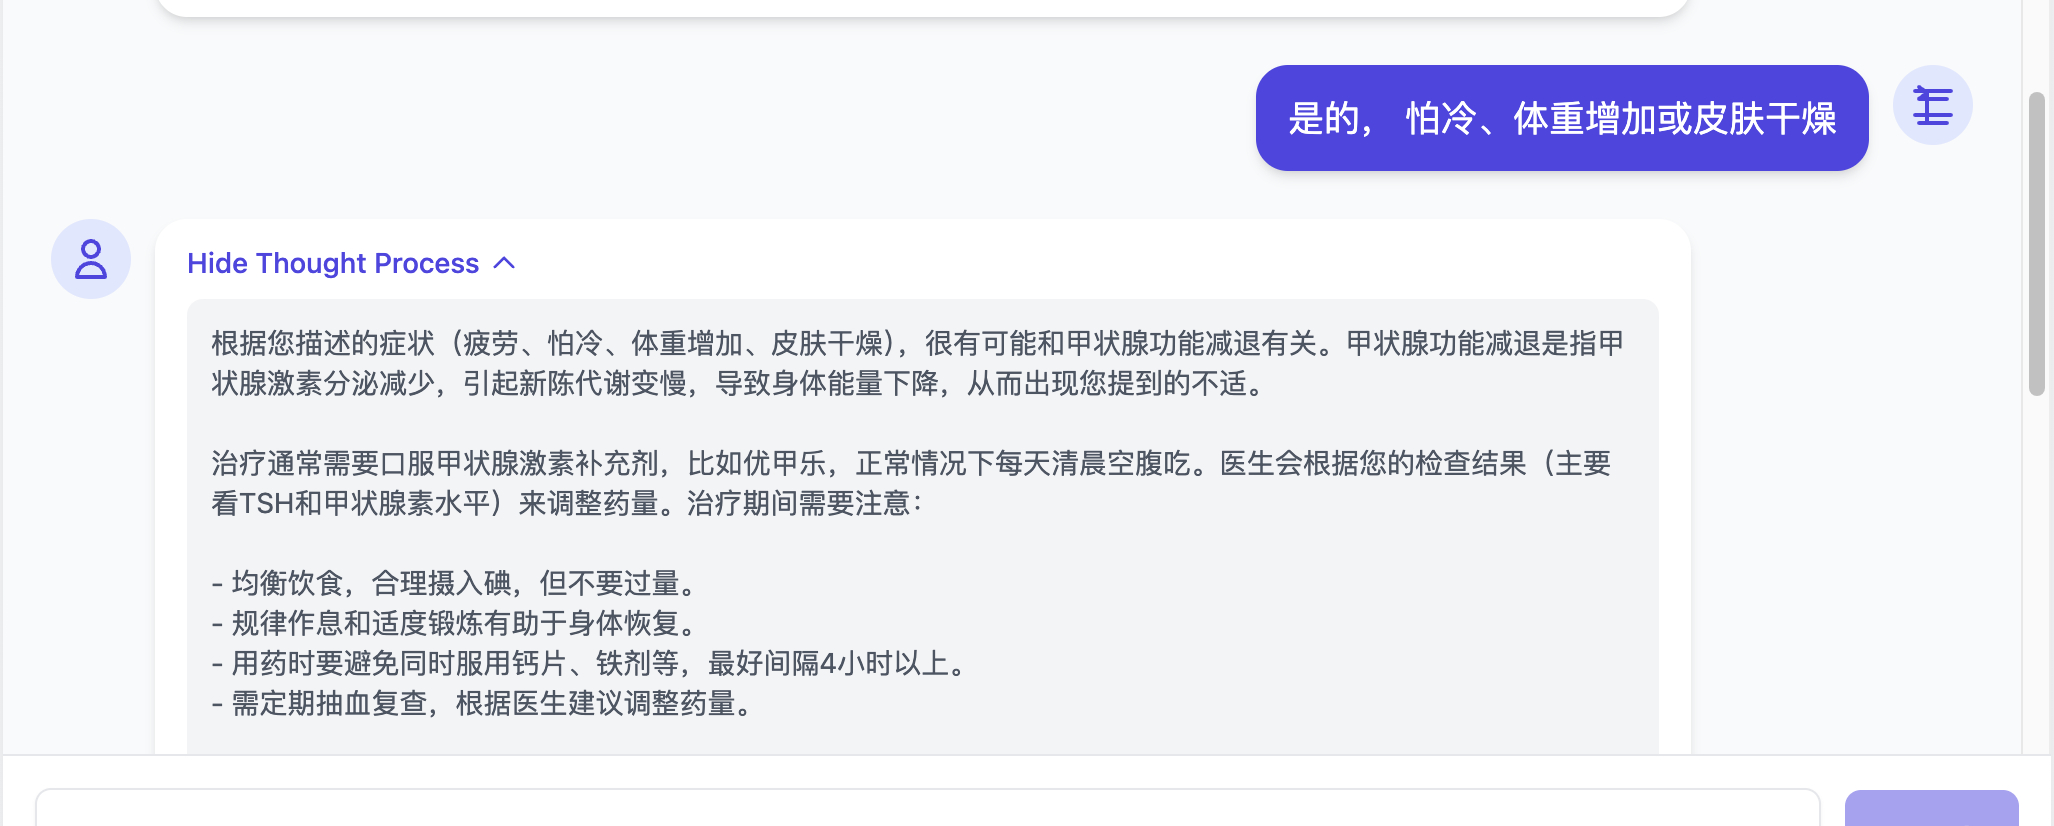 是的， 怕冷、体重增加或皮肤干燥
Hide Thought Process
根据您描述的症状（疲劳、怕冷、体重增加、皮肤干燥），很有可能和甲状腺功能减退有关。甲状腺功能减退是指甲
状腺激素分泌减少，引起新陈代谢变慢，导致身体能量下降，从而出现您提到的不适。
治疗通常需要口服甲状腺激素补充剂，比如优甲乐，正常情况下每天清晨空腹吃。医生会根据您的检查结果（主要
看TSH和甲状腺素水平）来调整药量。治疗期间需要注意：
- 均衡饮食，合理摄入碘，但不要过量。
- 规律作息和适度锻炼有助于身体恢复。
- 用药时要避免同时服用钙片、铁剂等，最好间隔4小时以上。
- 需定期抽血复查，根据医生建议调整药量。